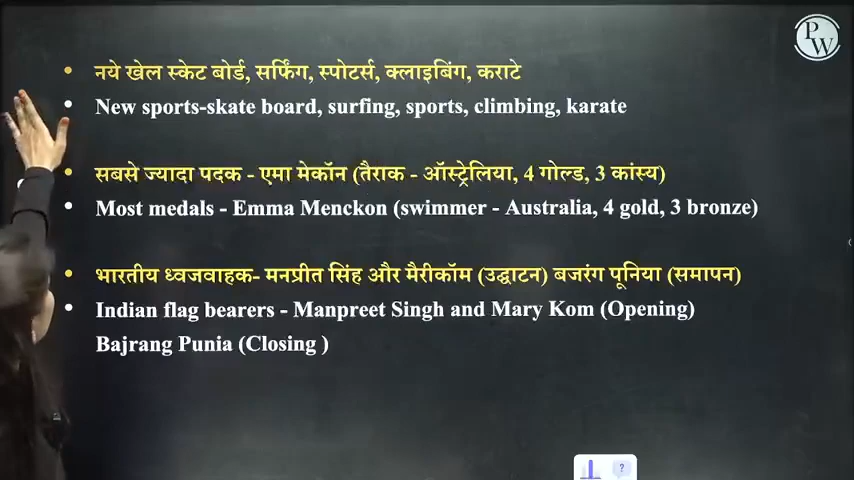 PW
नये खेल स्केट बोर्ड, सर्फिंग, स्पोटर्स, क्लाइबिंग, कराटे
New sports-skate board, surfing, sports, climbing, karate
सबसे ज्यादा पदक - एमा मेकॉन (तैराक - ऑस्ट्रेलिया, 4 गोल्ड, 3 कांस्य)
Most medals - Emma Menckon (swimmer - Australia, 4 gold, 3 bronze)
भारतीय ध्वजवाहक- मनप्रीत सिंह और मैरीकॉम (उद्घाटन) बजरंग पूनिया (समापन)
Indian flag bearers - Manpreet Singh and Mary Kom (Opening)
Bajrang Punia (Closing )
?